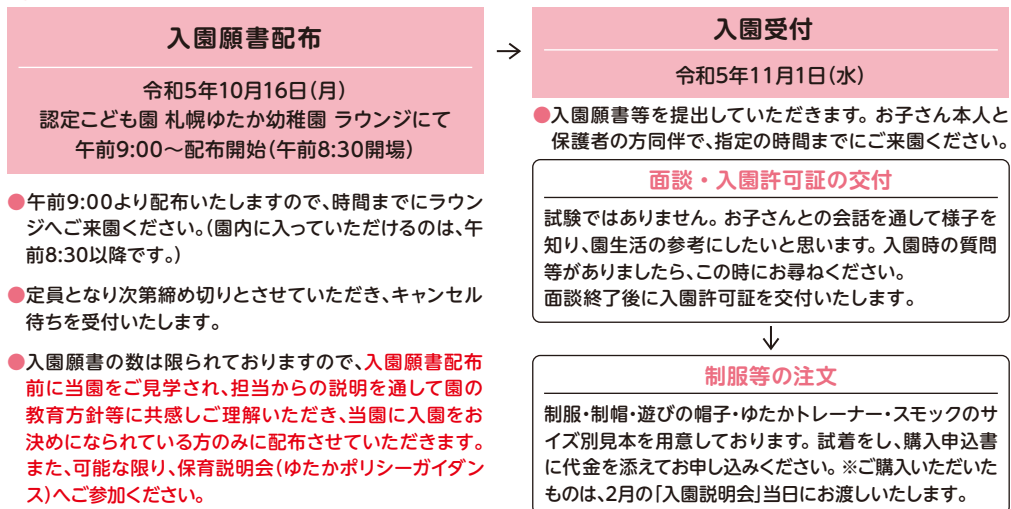 入園願書配布
令和5年10月16日(月)
認定こども園 札幌ゆたか幼稚園 ラウンジにて
午前9:00～配布開始(午前8:30開場)
●午前9:00より配布いたしますので、時間までにラウン
ジへご来園ください。(園内に入っていただけるのは、午
前8:30以降です。)
●定員となり次第締め切りとさせていただき、キャンセル
待ちを受付いたします。
●入園願書の数は限られておりますので、入園願書配布
前に当園をご見学され、担当からの説明を通して園の
教育方針等に共感しご理解いただき、当園に入園をお
決めになられている方のみに配布させていただきます。
また、可能な限り、保育説明会(ゆたかポリシーガイダン
ス)へご参加ください。
→
入園受付
令和5年11月1日(水)
●入園願書等を提出していただきます。お子さん本人と
保護者の方同伴で、指定の時間までにご来園ください。
面談・入園許可証の交付
試験ではありません。お子さんとの会話を通して様子を
知り、園生活の参考にしたいと思います。入園時の質問
等がありましたら、この時にお尋ねください。
面談終了後に入園許可証を交付いたします。
↓
制服等の注文
制服・制帽・遊びの帽子・ゆたかトレーナー・スモックのサ
イズ別見本を用意しております。試着をし、購入申込書
に代金を添えてお申し込みください。※ご購入いただいた
ものは、2月の「入園説明会」当日にお渡しいたします。